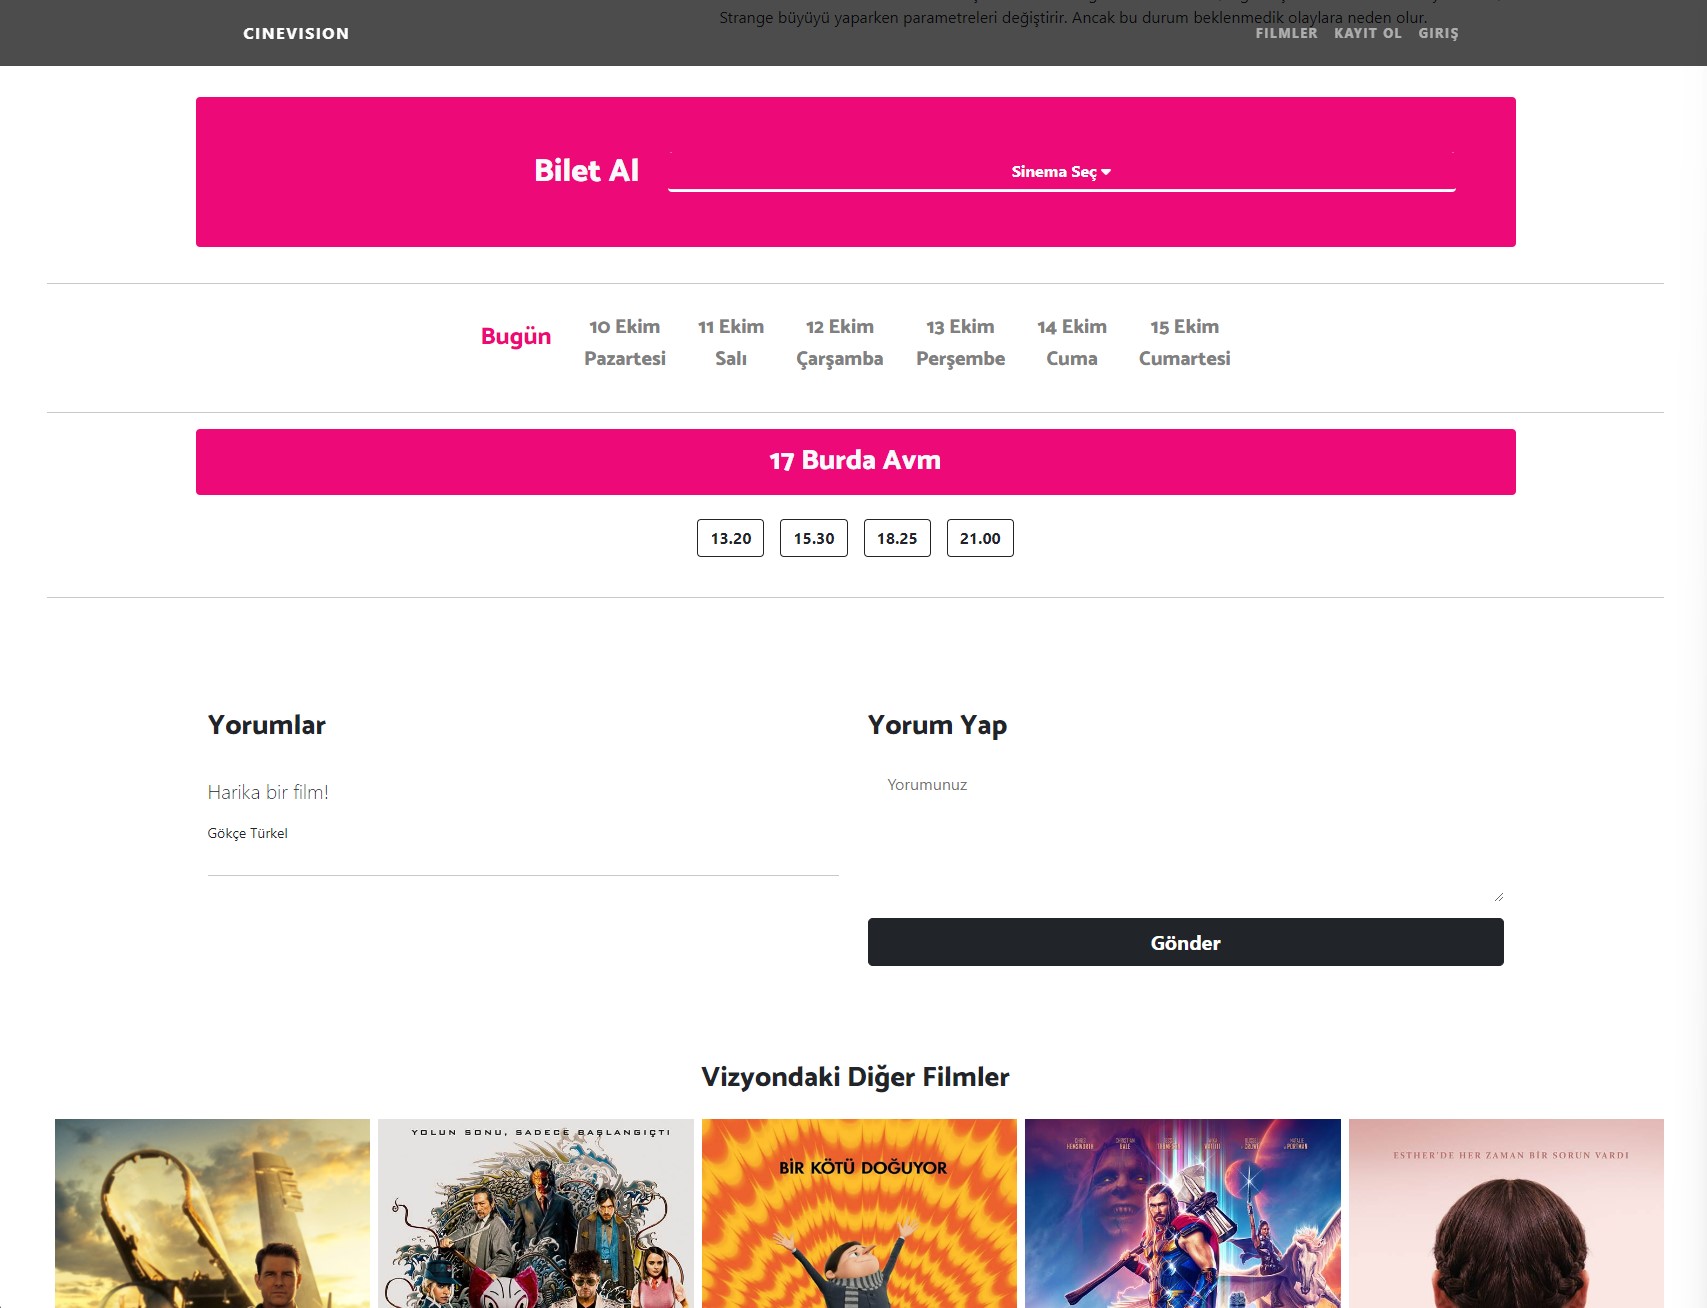 Strange büyüyü yaparken parametreleri değiştirir. Ancak bu durum beklenmedik olaylara neden olur.
CINEVISION
FILMLER KAYIT OL GIRIŞ
Bilet Al
Sinema Seç
Bugün
10 Ekim 11 Ekim 12 Ekim 13 Ekim 14 Ekim 15 Ekim
Pazartesi Salı Çarşamba Perşembe Cuma Cumartesi
17 Burda Avm
13.20 15.30 18.25 21.00
Yorumlar
Harika bir film!
Gökçe Türkel
Yorum Yap
Yorumunuz
Gönder
Vizyondaki Diğer Filmler
YOLUN SONU, SADECE BAŞLANGIÇTI
BİR KÖTÜ DOĞUYOR
ESTHER'DE HER ZAMAN BİR SORUN VARDI